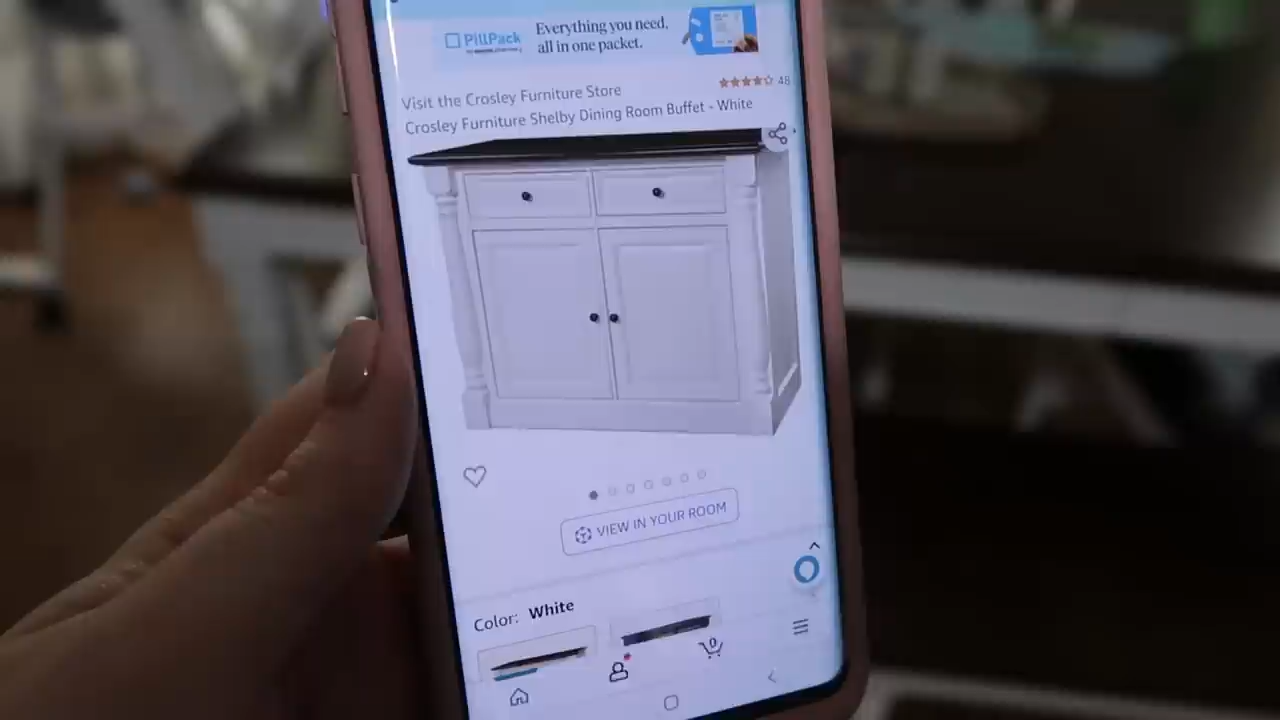 PillPack
Everything you need,
all in one packet.
Visit the Crosley Furniture Store
48
Crosley Furniture Shelby Dining Room Buffet - White
VIEW IN YOUR ROOM
Color: White
0